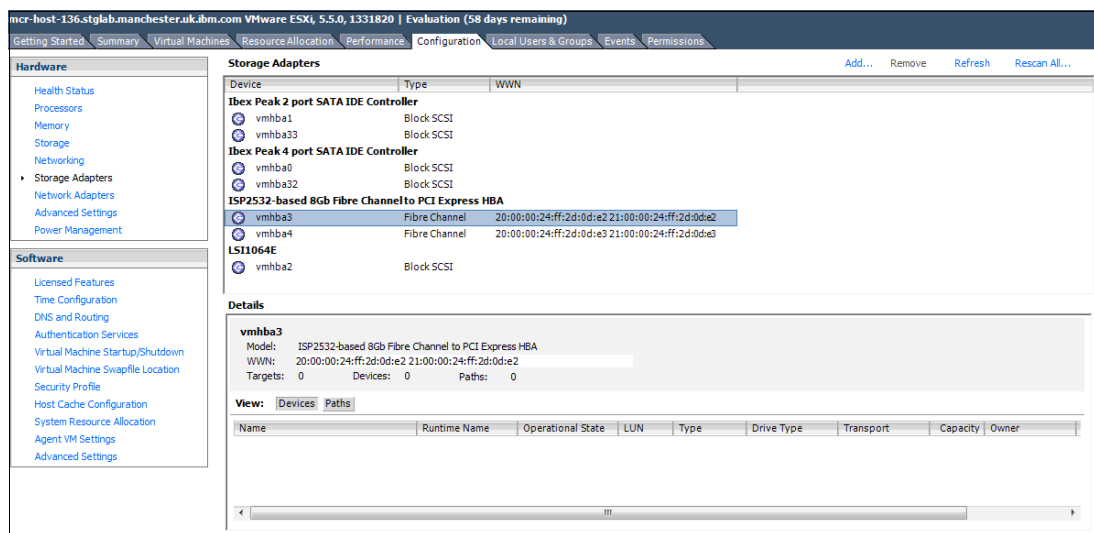 mcr-host-136.stglab.manchester.uk.ibm.com VMware ESXi, 5.5.0, 1331820 | Evaluation (58 days remaining)
Getting Started Summary Virtual Machines Resource Allocation Performance Configuration Local Users & Groups Events Permissions
Hardware
Health Status
Processors
Memory
Storage
Networking
Storage Adapters
Network Adapters
Advanced Settings
Power Management
Software
Licensed Features
Time Configuration
DNS and Routing
Authentication Services
Virtual Machine Startup/Shutdown
Virtual Machine Swapfile Location
Security Profile
Host Cache Configuration
System Resource Allocation
Agent VM Settings
Advanced Settings
Storage Adapters Add... Remove Refresh Rescan All...
Device Type WWN
Ibex Peak 2 port SATA IDE Controller
vmhba1 Block SCSI
vmhba33 Block SCSI
Ibex Peak 4 port SATA IDE Controller
vmhba0 Block SCSI
vmhba32 Block SCSI
ISP2532-based 8Gb Fibre Channel to PCI Express HBA
vmhba3 Fibre Channel 20:00:00:24:ff:2d:0d:e2 21:00:00:24:ff:2d:0d:e2
vmhba4 Fibre Channel 20:00:00:24:ff:2d:0d:e3 21:00:00:24:ff:2d:0d:e3
LSI1064E
vmhba2 Block SCSI
Details
vmhba3
Model: ISP2532-based 8Gb Fibre Channel to PCI Express HBA
WWN: 20:00:00:24:ff:2d:0d:e2 21:00:00:24:ff:2d:0d:e2
Targets: 0 Devices: 0 Paths: 0
View: Devices Paths
Name Runtime Name Operational State LUN Type Drive Type Transport Capacity Owner